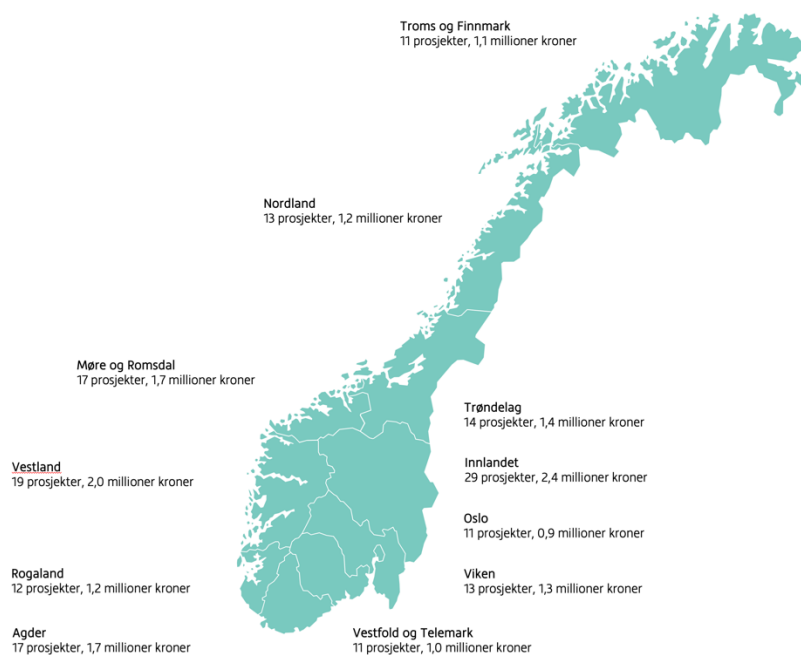 Troms og Finnmark
11 prosjekter, 1,1 millioner kroner
Nordland
13 prosjekter, 1,2 millioner kroner
Møre og Romsdal
17 prosjekter, 1,7 millioner kroner
Trøndelag
14 prosjekter, 1,4 millioner kroner
Vestland
19 prosjekter, 2,0 millioner kroner
Innlandet
29 prosjekter, 2,4 millioner kroner
Oslo
11 prosjekter, 0,9 millioner kroner
Rogaland
12 prosjekter, 1,2 millioner kroner
Viken
13 prosjekter, 1,3 millioner kroner
Agder
17 prosjekter, 1,7 millioner kroner
Vestfold og Telemark
11 prosjekter, 1,0 millioner kroner